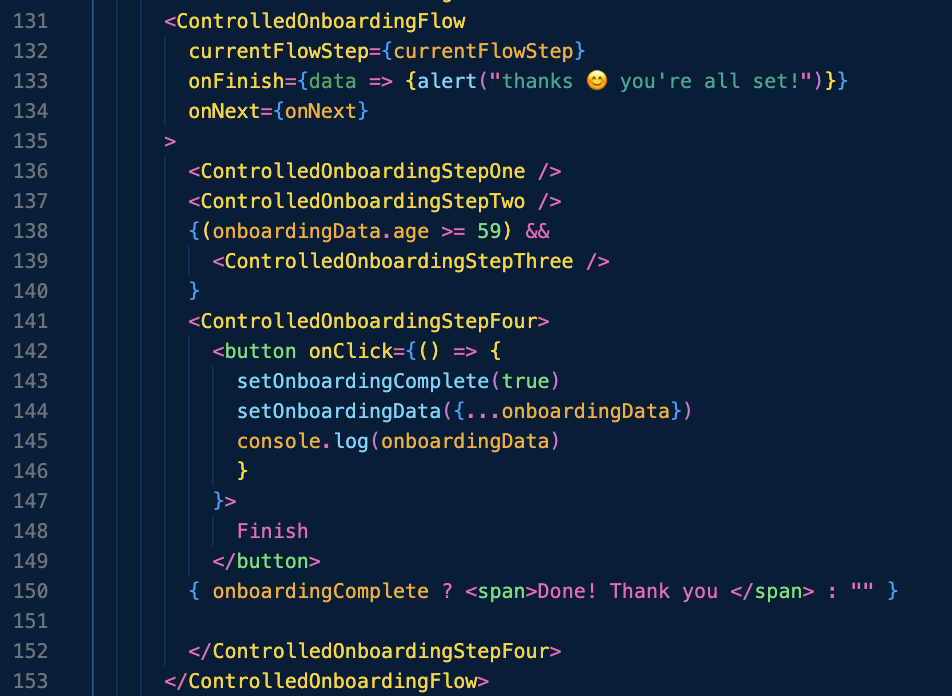 131 <ControlledOnboardingFlow
132 currentFlowStep={currentFlowStep}
133 onFinish={data => {alert("thanks 😊 you're all set!")}}
134 onNext={onNext}
135 >
136 <ControlledOnboardingStepOne />
137 <ControlledOnboardingStepTwo />
138 {(onboardingData.age >= 59) &&
139 <ControlledOnboardingStepThree />
140 }
141 <ControlledOnboardingStepFour>
142 <button onClick={() => {
143 setOnboardingComplete(true)
144 setOnboardingData({...onboardingData})
145 console.log(onboardingData)
146 }
147 }>
148 Finish
149 </button>
150 { onboardingComplete ? <span>Done! Thank you </span> : "" }
151
152 </ControlledOnboardingStepFour>
153 </ControlledOnboardingFlow>